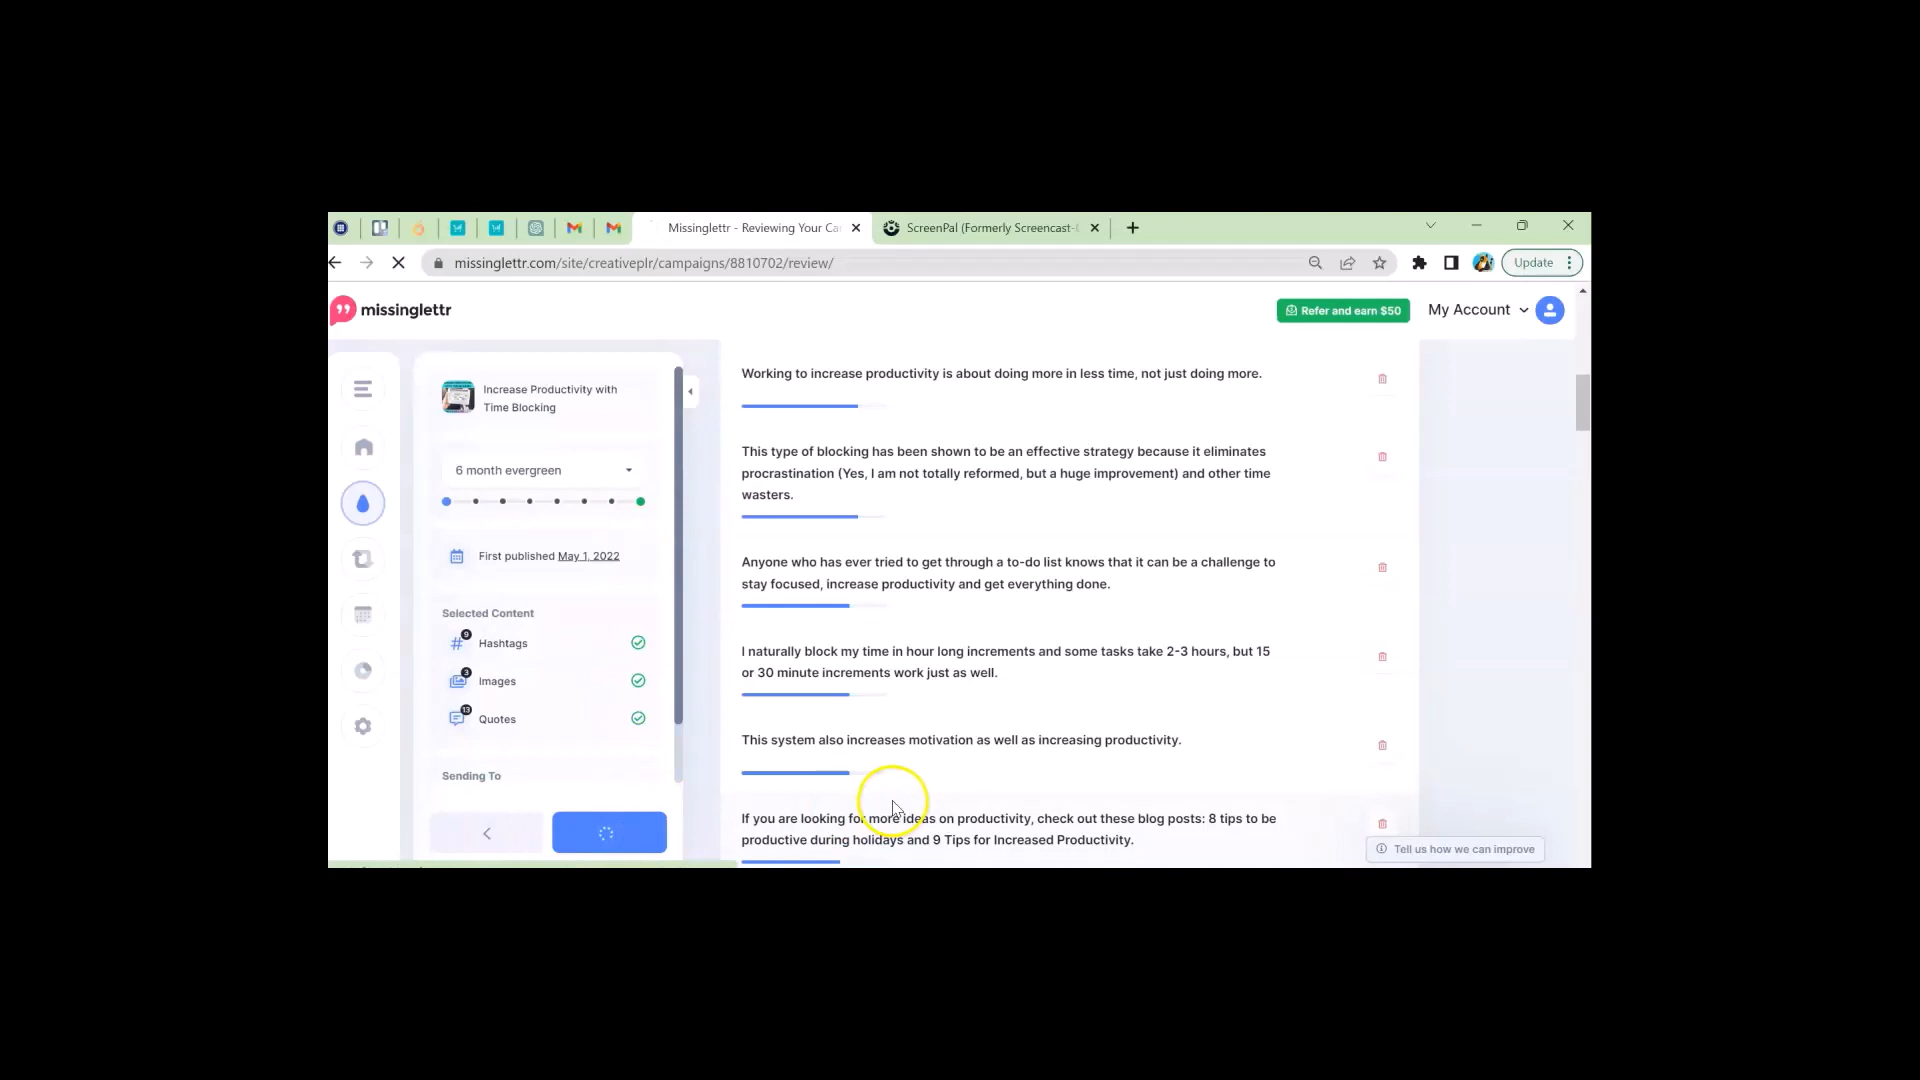 Missinglettr - Reviewing Your Ca
ScreenPal (Formerly Screencast-
missinglettr.com/site/creativeplr/campaigns/8810702/review/
Update
missinglettr
Refer and earn $50
My Account
Increase Productivity with
Time Blocking
6 month evergreen
First published May 1, 2022
Selected Content
9
Hashtags
3
Images
13
Quotes
Sending To
Working to increase productivity is about doing more in less time, not just doing more.
This type of blocking has been shown to be an effective strategy because it eliminates
procrastination (Yes, I am not totally reformed, but a huge improvement) and other time
wasters.
Anyone who has ever tried to get through a to-do list knows that it can be a challenge to
stay focused, increase productivity and get everything done.
I naturally block my time in hour long increments and some tasks take 2-3 hours, but 15
or 30 minute increments work just as well.
This system also increases motivation as well as increasing productivity.
If you are looking for more ideas on productivity, check out these blog posts: 8 tips to be
productive during holidays and 9 Tips for Increased Productivity.
Tell us how we can improve